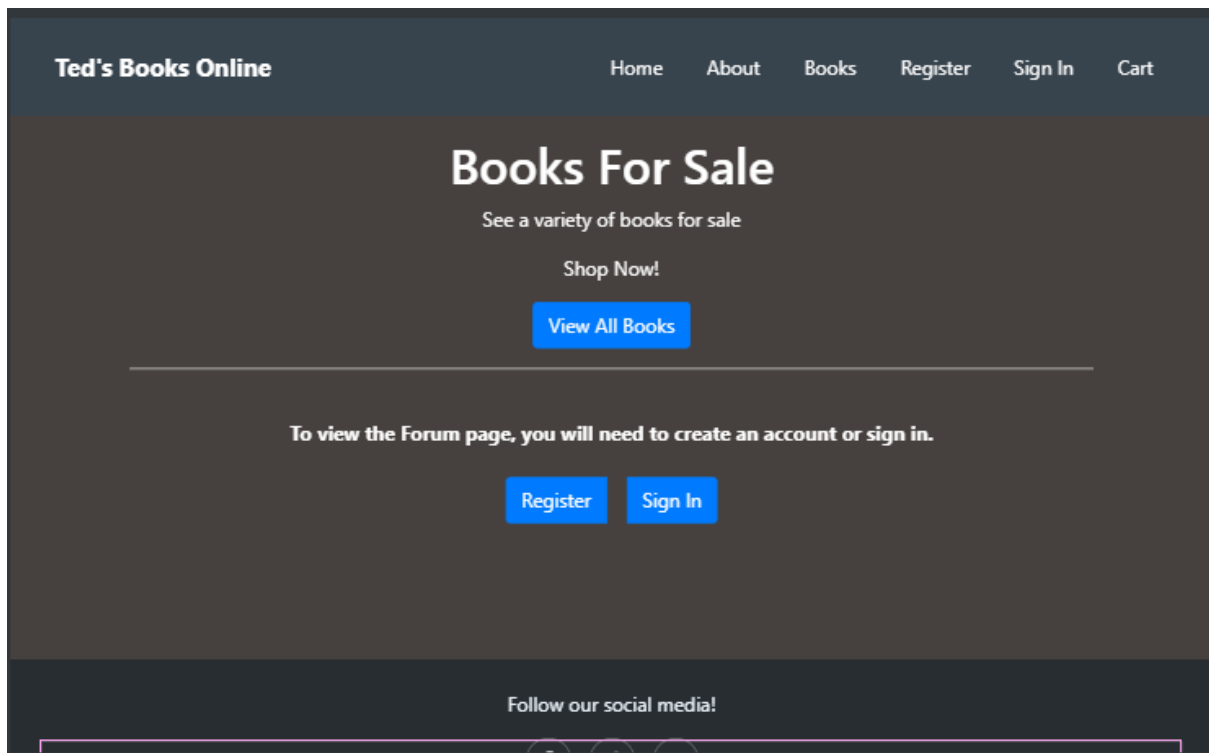 Ted's Books Online Home About Books Register Sign In Cart
Books For Sale
See a variety of books for sale
Shop Now!
View All Books
To view the Forum page, you will need to create an account or sign in.
Register Sign In
Follow our social media!